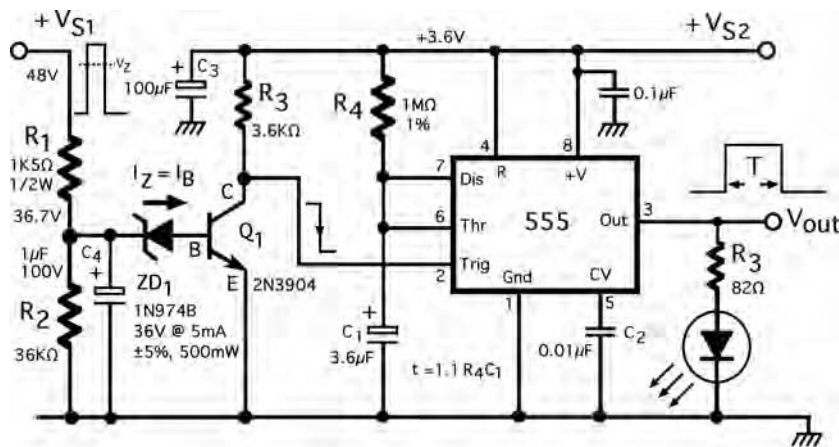 +VS1
48V
VZ
+
C3
100µF
R3
3.6KΩ
+3.6V
R4
1MΩ
1%
+VS2
0.1µF
R1
1K5Ω
1/2W
36.7V
IZ = IB
C
B
E
Q1
2N3904
1µF
100V
C4
+
R2
36KΩ
ZD1
1N974B
36V @ 5mA
±5%, 500mW
+
C1
3.6µF
t =1.1 R4C1
4
8
R
+V
7
Dis
6
Thr
2
Trig
555
Out
3
Gnd
1
CV
5
C2
0.01µF
T
Vout
R3
82Ω